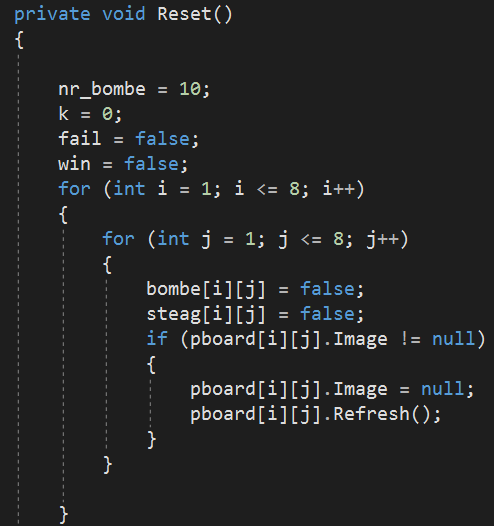 private void Reset()
{
nr_bombe = 10;
k = 0;
fail = false;
win = false;
for (int i = 1; i <= 8; i++)
{
for (int j = 1; j <= 8; j++)
{
bombe[i][j] = false;
steag[i][j] = false;
if (pboard[i][j].Image != null)
{
pboard[i][j].Image = null;
pboard[i][j].Refresh();
}
}
}